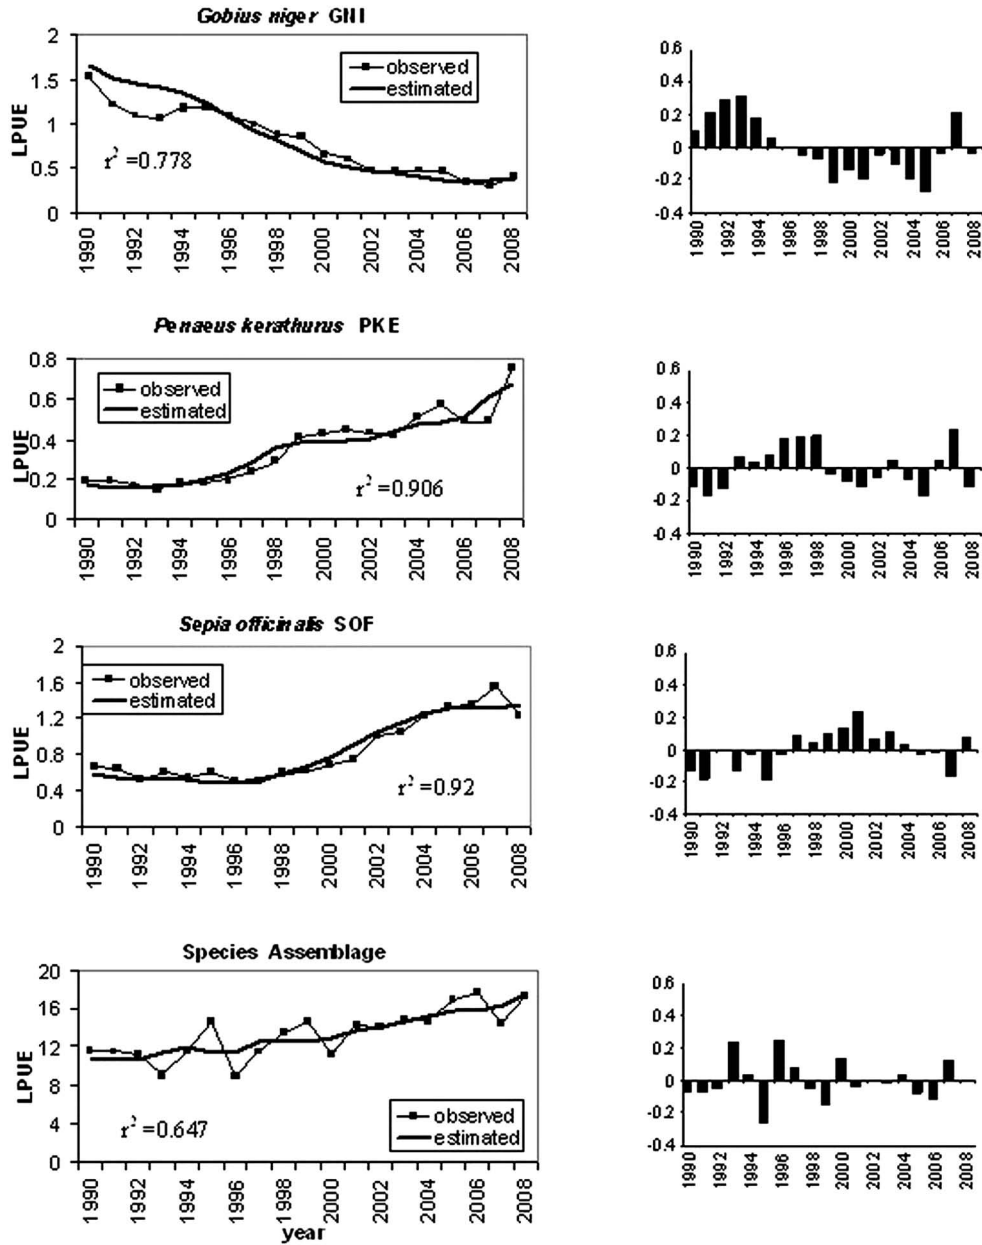 Gobius niger GNI
2
1.5
1
0.5
0
LPUE
observed
estimated
r2 =0.778
1990 1992 1994 1996 1998 2000 2002 2004 2006 2008
0.6
0.4
0.2
0
-0.2
-0.4
1990 1992 1994 1996 1998 2000 2002 2004 2006 2008
Penaeus kerathurus PKE
0.8
0.6
0.4
0.2
0
LPUE
observed
estimated
r2 =0.906
1990 1992 1994 1996 1998 2000 2002 2004 2006 2008
0.6
0.4
0.2
0
-0.2
-0.4
1990 1992 1994 1996 1998 2000 2002 2004 2006 2008
Sepia officinalis SOF
2
1.6
1.2
0.8
0.4
0
LPUE
observed
estimated
r2 =0.92
1990 1992 1994 1996 1998 2000 2002 2004 2006 2008
0.6
0.4
0.2
0
-0.2
-0.4
1990 1992 1994 1996 1998 2000 2002 2004 2006 2008
Species Assemblage
20
16
12
8
4
0
LPUE
r2 =0.647
observed
estimated
1990 1992 1994 1996 1998 2000 2002 2004 2006 2008
year
0.6
0.4
0.2
0
-0.2
-0.4
1990 1992 1994 1996 1998 2000 2002 2004 2006 2008